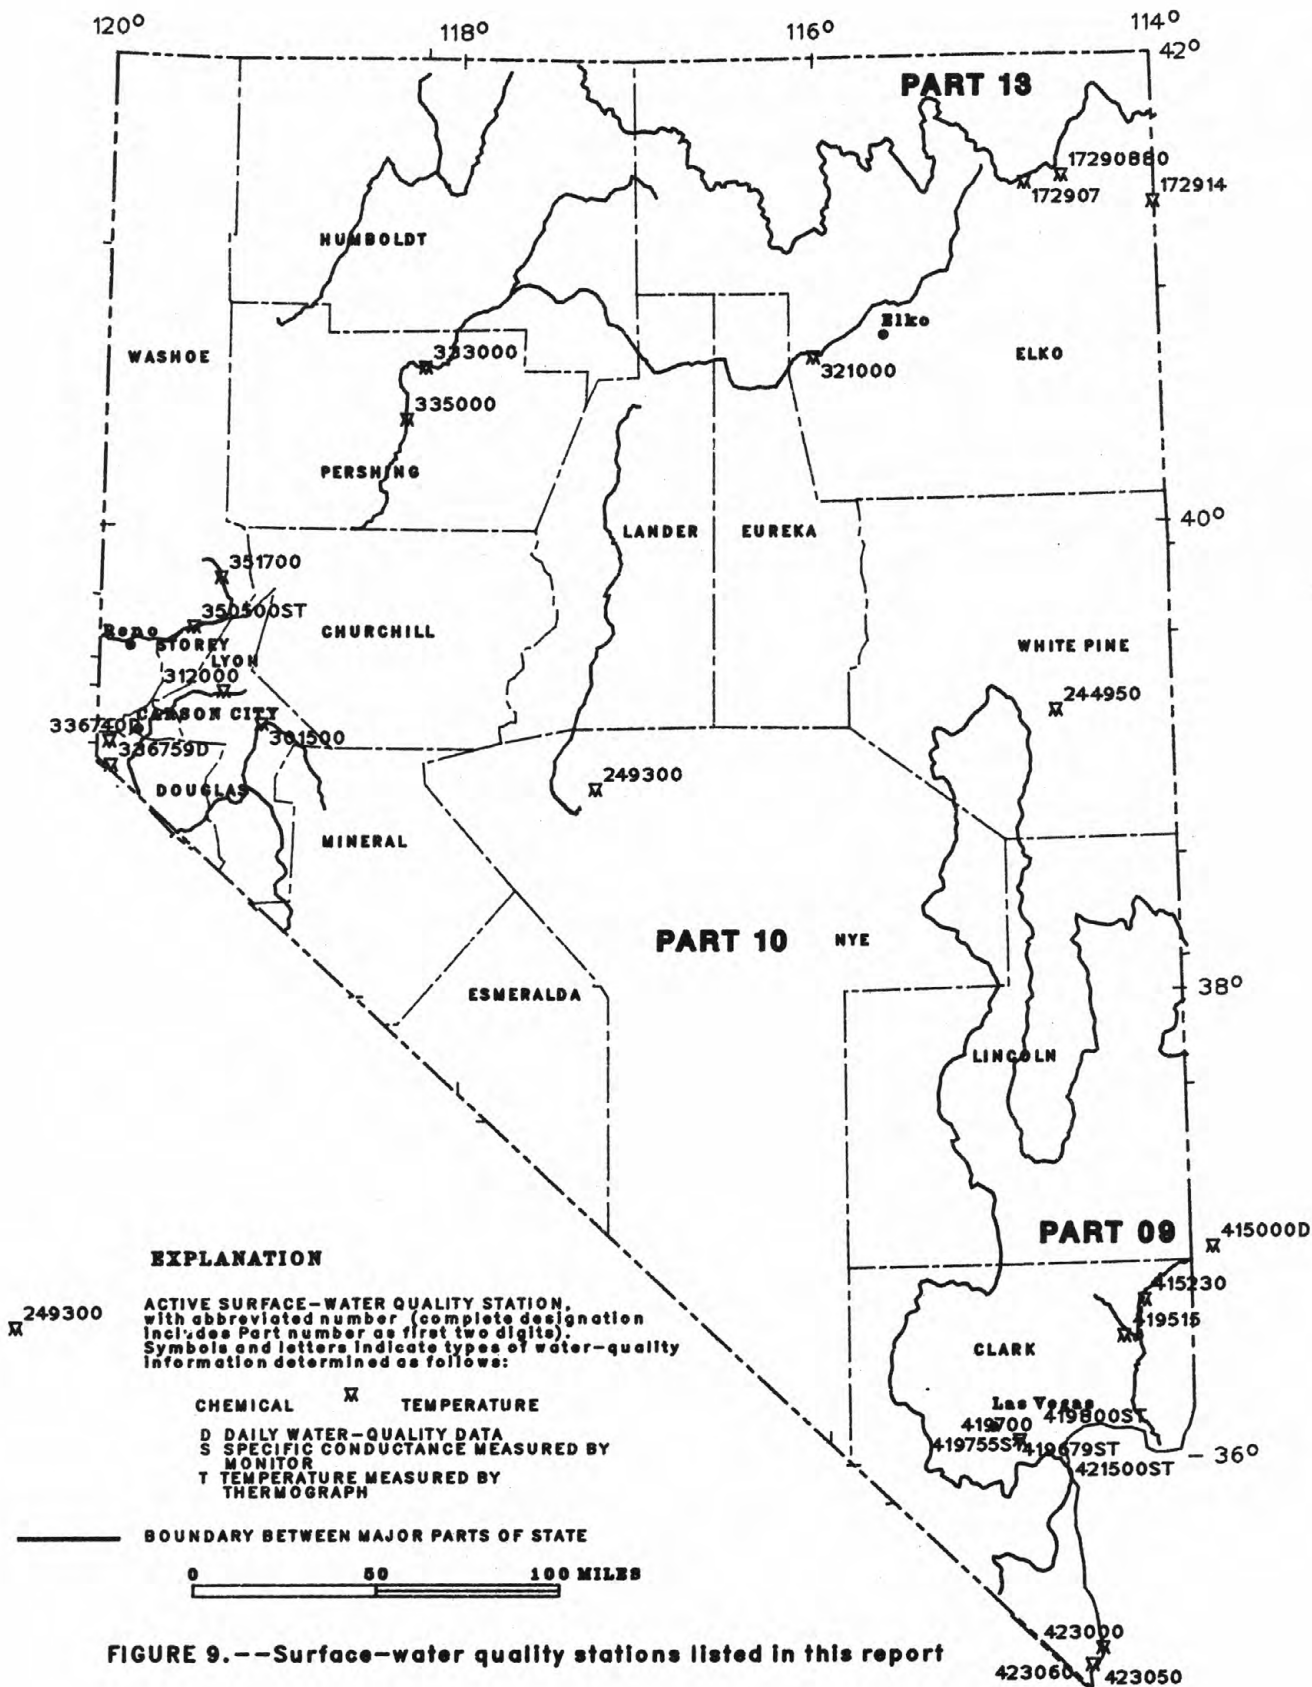 120°
118°
116°
114°
42°
PART 13
17290880
172907
172914
HUMBOLDT
Elko
WASHOE
333000
321000
ELKO
335000
PERSHING
40°
LANDER
EUREKA
351700
350500ST
Reno
STOREY
CHURCHILL
LYON
WHITE PINE
312000
244950
CARSON CITY
336740D
301500
336759D
249300
DOUGLAS
MINERAL
PART 10
NYE
38°
ESMERALDA
LINCOLN
PART 09
415000D
EXPLANATION
415230
249300
ACTIVE SURFACE-WATER QUALITY STATION,
with abbreviated number (complete designation
includes Part number as first two digits).
Symbols and letters indicate types of water-quality
information determined as follows:
419515
CLARK
CHEMICAL TEMPERATURE
Las Vegas
419700
419800ST
D DAILY WATER-QUALITY DATA
S SPECIFIC CONDUCTANCE MEASURED BY
MONITOR
T TEMPERATURE MEASURED BY
THERMOGRAPH
419755ST
419679ST
36°
421500ST
BOUNDARY BETWEEN MAJOR PARTS OF STATE
0 50 100 MILES
423000
423060
423050
FIGURE 9.--Surface-water quality stations listed in this report